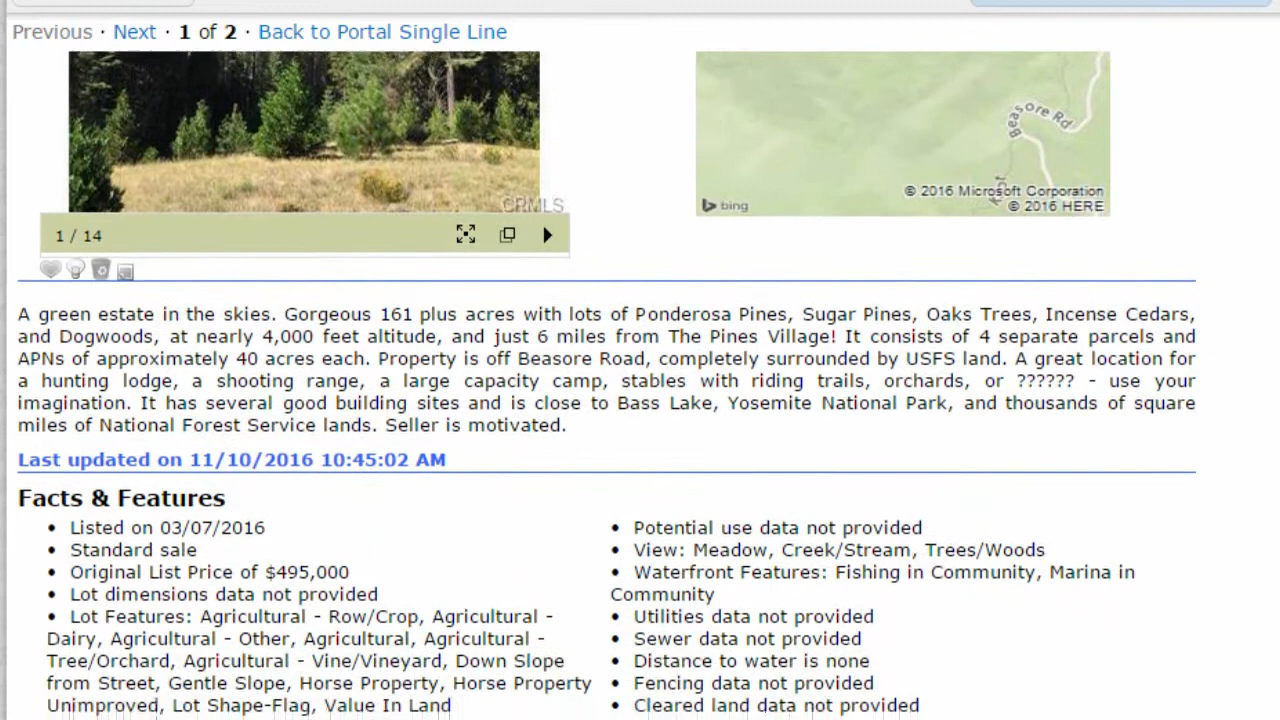 Previous · Next · 1 of 2 · Back to Portal Single Line
Beasore Rd
© 2016 Microsoft Corporation
© 2016 HERE
bing
CRMLS
1 / 14
A green estate in the skies. Gorgeous 161 plus acres with lots of Ponderosa Pines, Sugar Pines, Oaks Trees, Incense Cedars,
and Dogwoods, at nearly 4,000 feet altitude, and just 6 miles from The Pines Village! It consists of 4 separate parcels and
APNs of approximately 40 acres each. Property is off Beasore Road, completely surrounded by USFS land. A great location for
a hunting lodge, a shooting range, a large capacity camp, stables with riding trails, orchards, or ?????? - use your
imagination. It has several good building sites and is close to Bass Lake, Yosemite National Park, and thousands of square
miles of National Forest Service lands. Seller is motivated.
Last updated on 11/10/2016 10:45:02 AM
Facts & Features
• Listed on 03/07/2016
• Standard sale
• Original List Price of $495,000
• Lot dimensions data not provided
• Lot Features: Agricultural - Row/Crop, Agricultural -
Dairy, Agricultural - Other, Agricultural, Agricultural -
Tree/Orchard, Agricultural - Vine/Vineyard, Down Slope
from Street, Gentle Slope, Horse Property, Horse Property
Unimproved, Lot Shape-Flag, Value In Land
• Potential use data not provided
• View: Meadow, Creek/Stream, Trees/Woods
• Waterfront Features: Fishing in Community, Marina in
Community
• Utilities data not provided
• Sewer data not provided
• Distance to water is none
• Fencing data not provided
• Cleared land data not provided